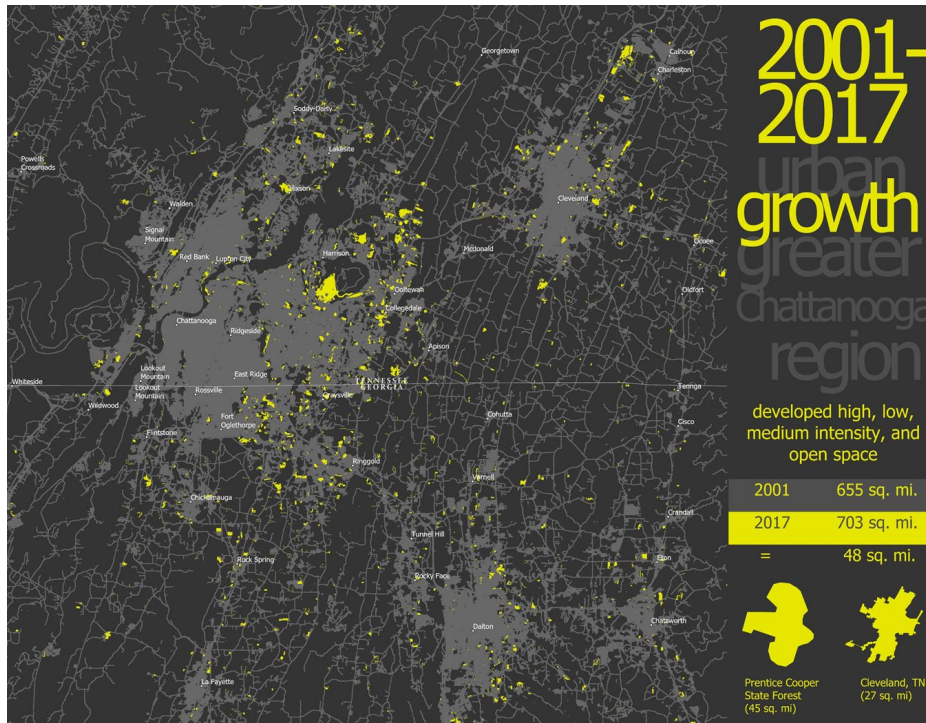 2001-
2017
urban
growth
greater
Chattanooga
region
developed high, low,
medium intensity, and
open space
2001 655 sq. mi.
2017 703 sq. mi.
= 48 sq. mi.
Prentice Cooper
State Forest
(45 sq. mi)
Cleveland, TN
(27 sq. mi)
Georgetown
Calhoun
Charleston
Soddy-Daisy
Lakesite
Powells
Crossroads
Hixson
Walden
Cleveland
Signal
Mountain
Red Bank
Lupton City
Harrison
Mcdonald
Ocoee
Ooltewah
Oldfort
Collegedale
Chattanooga
Ridgeside
Apison
East Ridge
Lookout
Mountain
Whiteside
TENNESSEE
GEORGIA
Tennga
Lookout
Mountain
Rossville
Graysville
Wildwood
Fort
Oglethorpe
Cohutta
Cisco
Flintstone
Ringgold
Varnell
Chickamauga
Crandall
Tunnel Hill
Rock Spring
Eton
Rocky Face
Dalton
Chatsworth
La Fayette